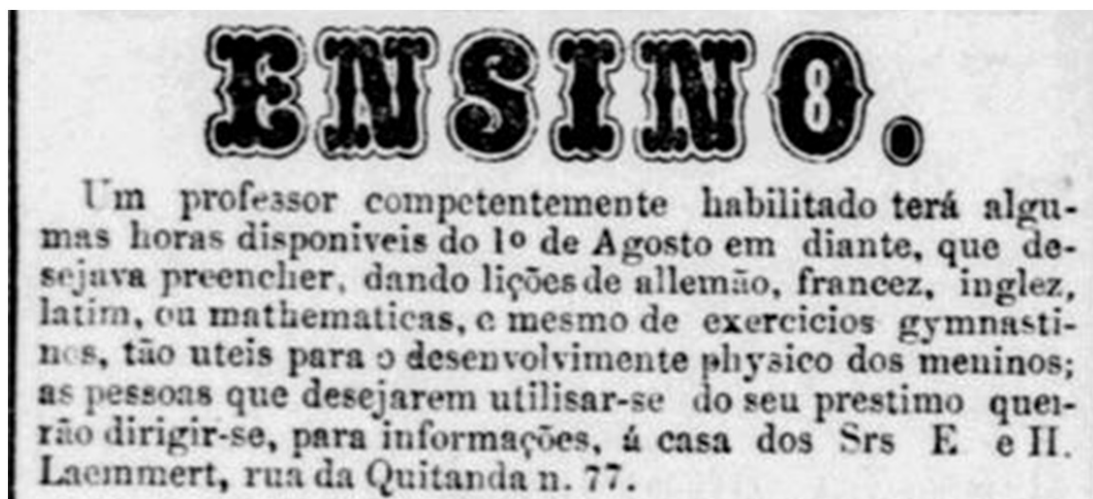 ENSINO.
Um professor competentemente habilitado terá algu-
mas horas disponiveis do 1º de Agosto em diante, que de-
sejava preencher, dando lições de allemão, francez, inglez,
latim, ou mathematicas, e mesmo de exercicios gymnasti-
nos, tão uteis para o desenvolvimente physico dos meninos;
as pessoas que desejarem utilisar-se do seu prestimo quei-
rão dirigir-se, para informações, á casa dos Srs E e H.
Laemmert, rua da Quitanda n. 77.